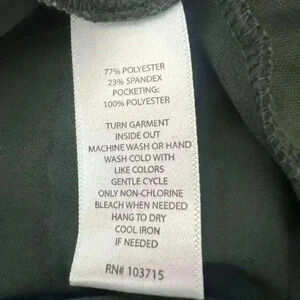 77% POLYESTER
23% SPANDEX
POCKETING:
100% POLYESTER
TURN GARMENT
INSIDE OUT
MACHINE WASH OR HAND
WASH COLD WITH
LIKE COLORS
GENTLE CYCLE
ONLY NON-CHLORINE
BLEACH WHEN NEEDED
HANG TO DRY
COOL IRON
IF NEEDED
RN# 103715